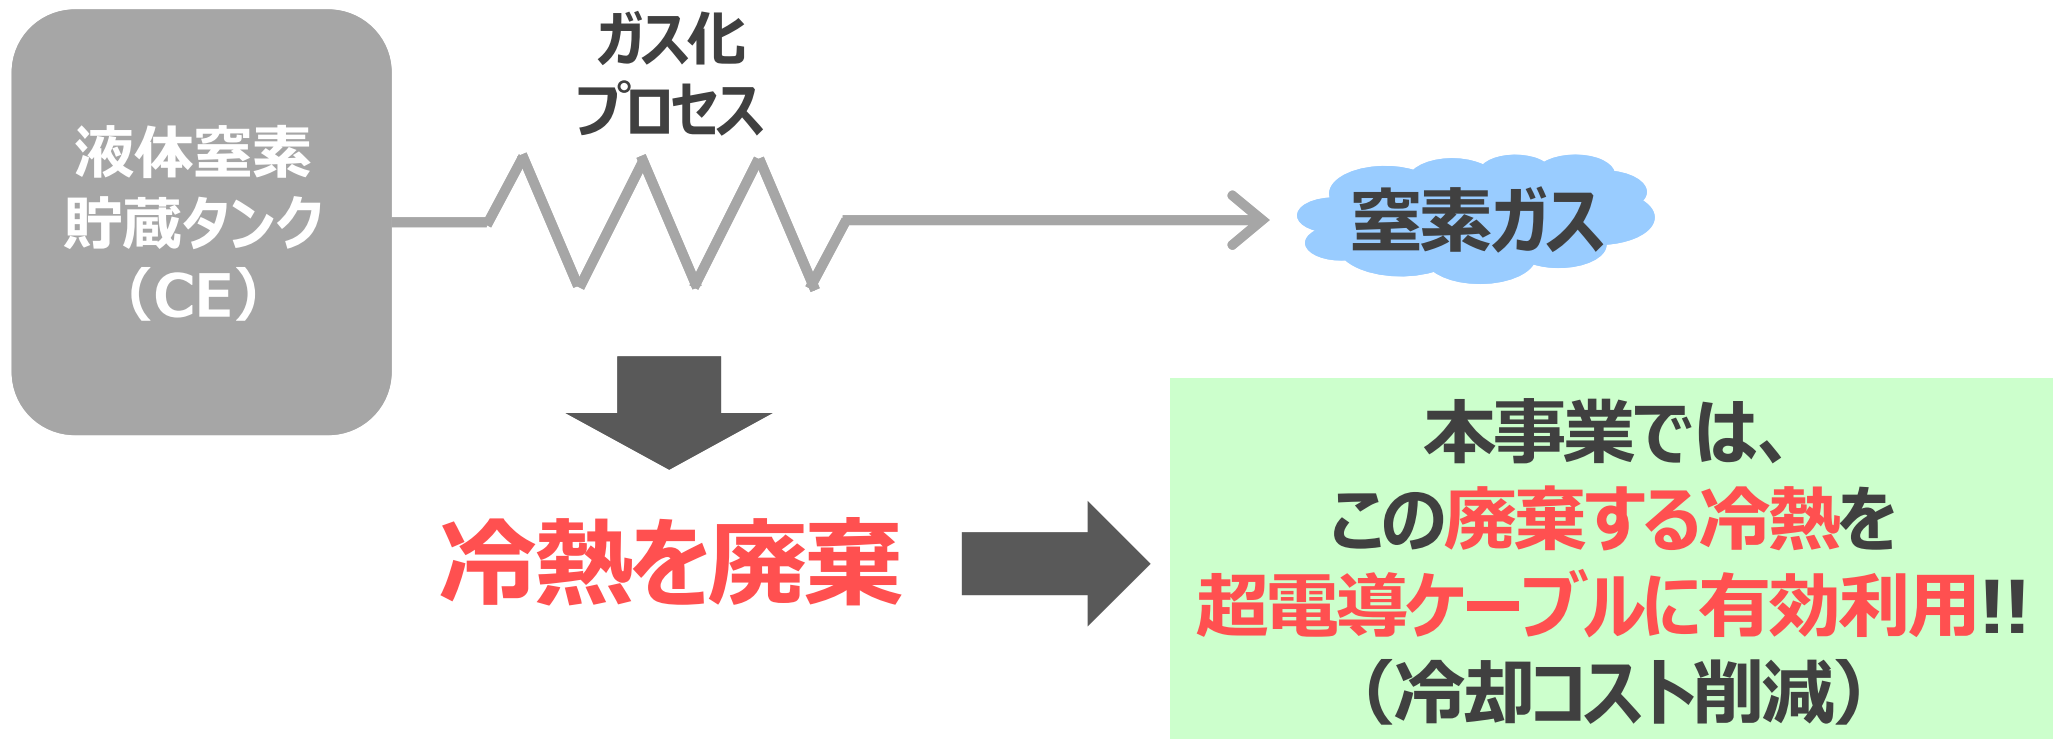 ガス化
プロセス
液体窒素
貯蔵タンク
（CE）
窒素ガス
冷熱を廃棄
本事業では、
この廃棄する冷熱を
超電導ケーブルに有効利用!!
（冷却コスト削減）